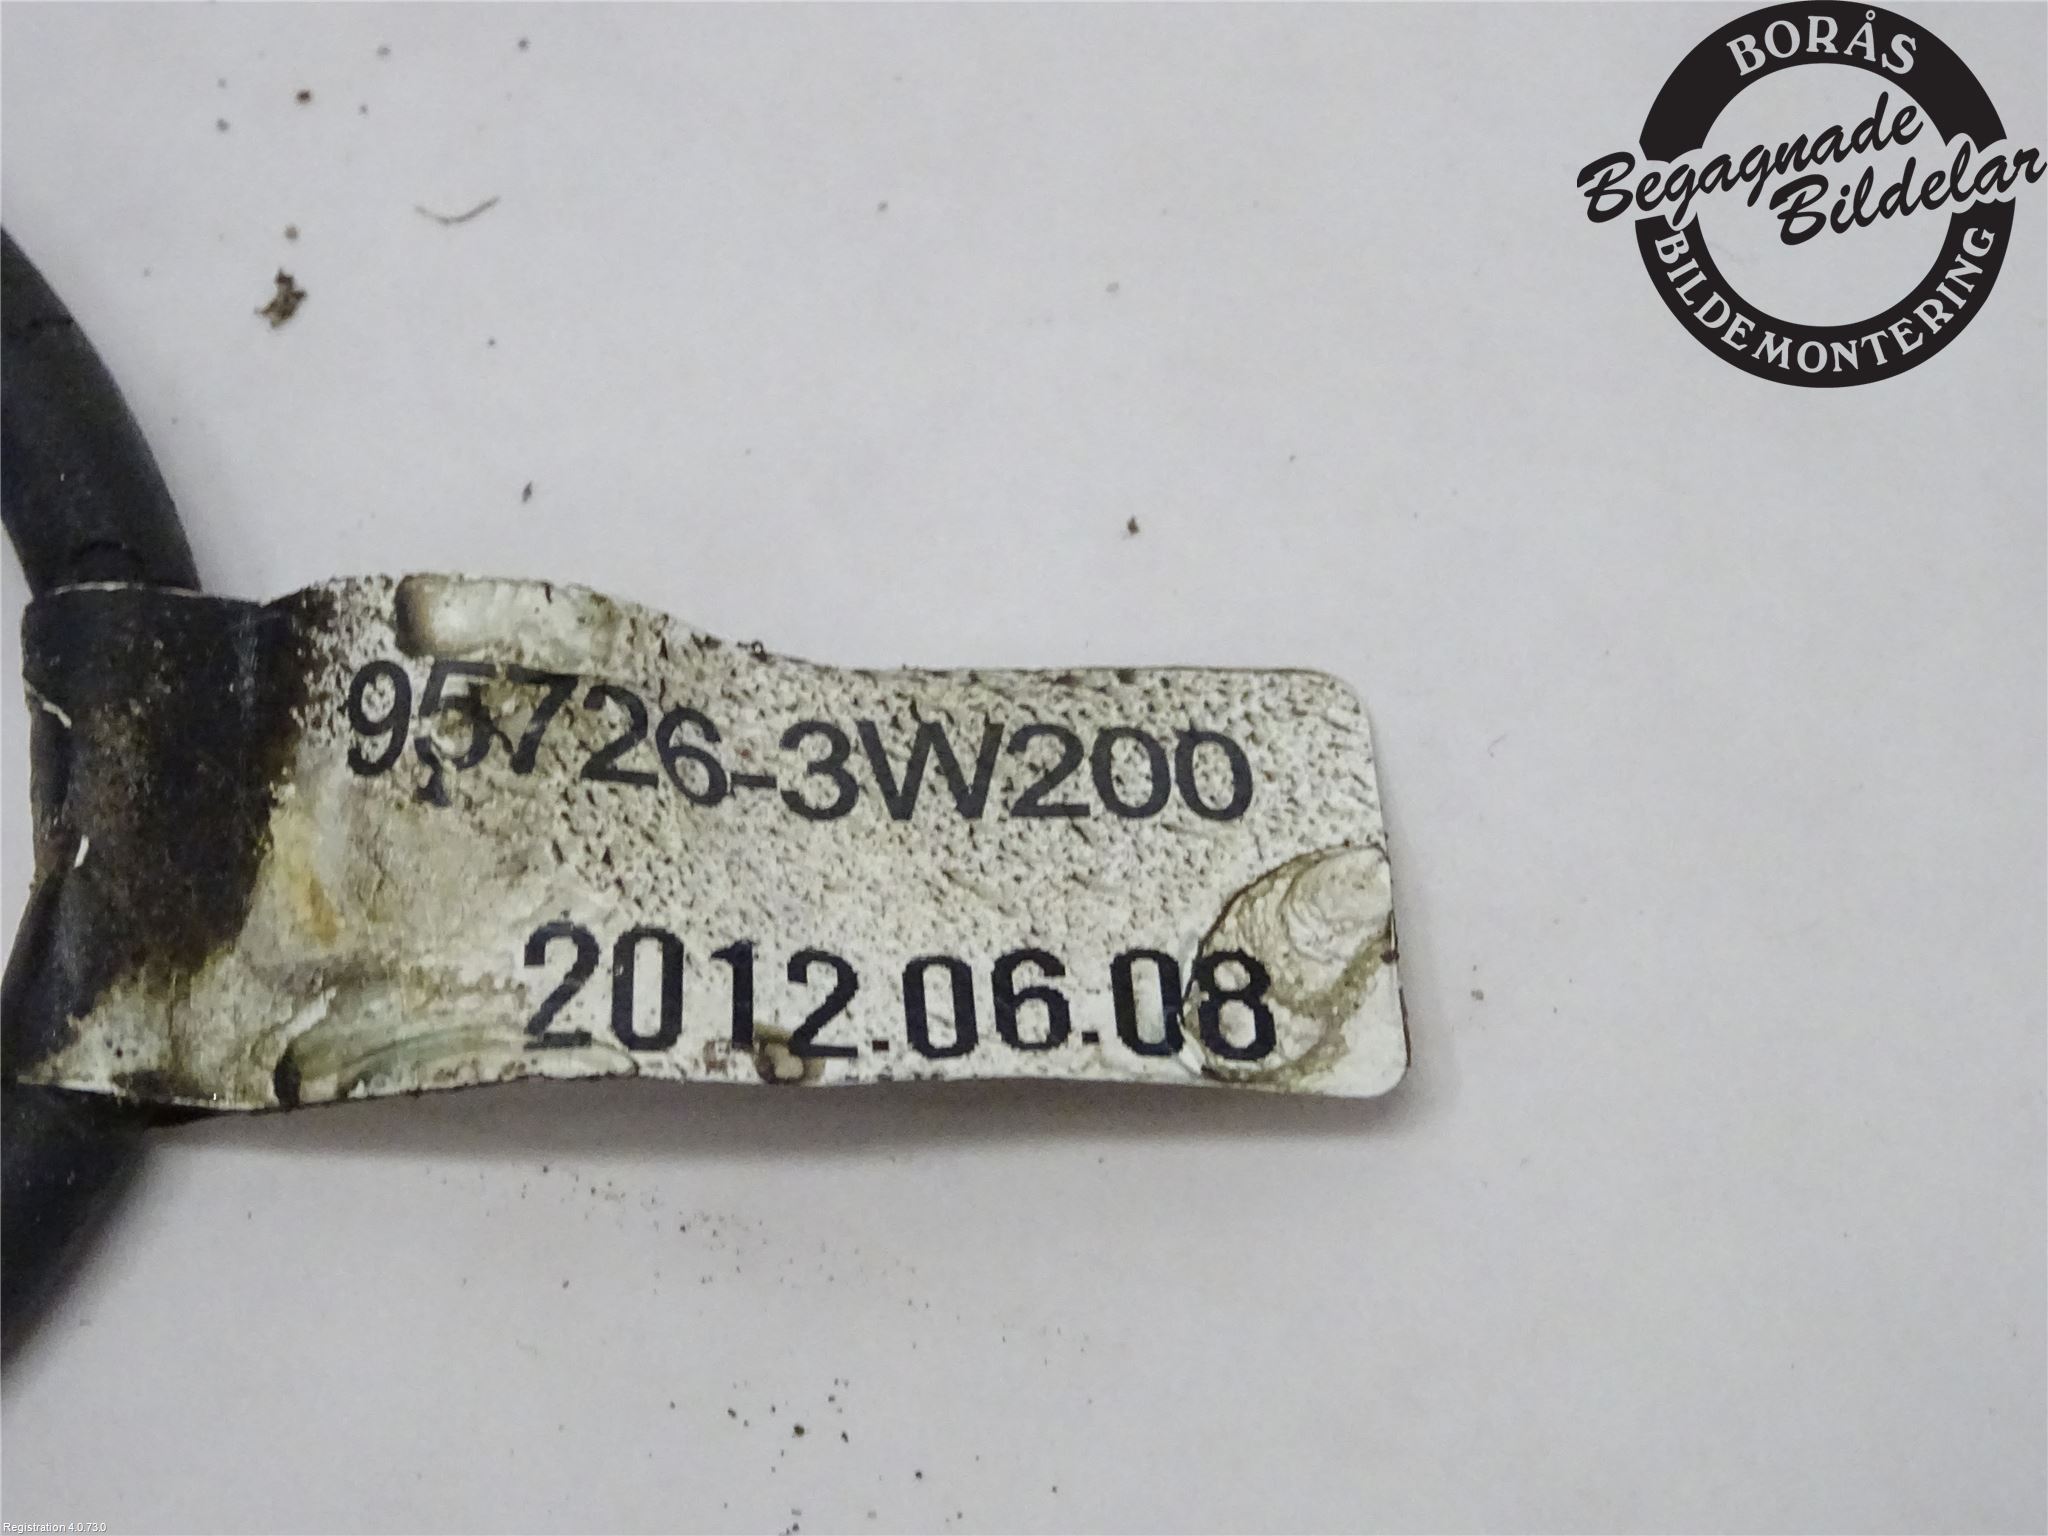 BORÅS
Begagnade
Bildelar
BILDEMONTERING
95726-3W200
2012.06.08
Registration 4.0.73.0